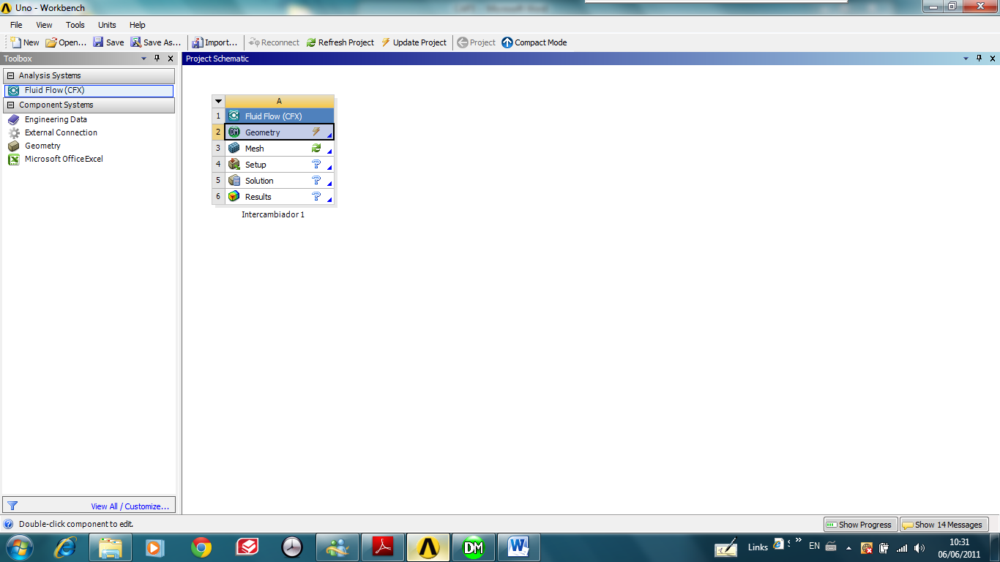 Uno - Workbench
File View Tools Units Help
New Open... Save Save As... Import... Reconnect Refresh Project Update Project Project Compact Mode
Toolbox
Project Schematic
Analysis Systems
Fluid Flow (CFX)
Component Systems
Engineering Data
External Connection
Geometry
Microsoft Office Excel
A
1 Fluid Flow (CFX)
2 DM Geometry
3 Mesh
4 Setup
5 Solution
6 Results
Intercambiador 1
View All / Customize...
Double-click component to edit.
Show Progress Show 14 Messages
DM
Links
EN
10:31
06/06/2011